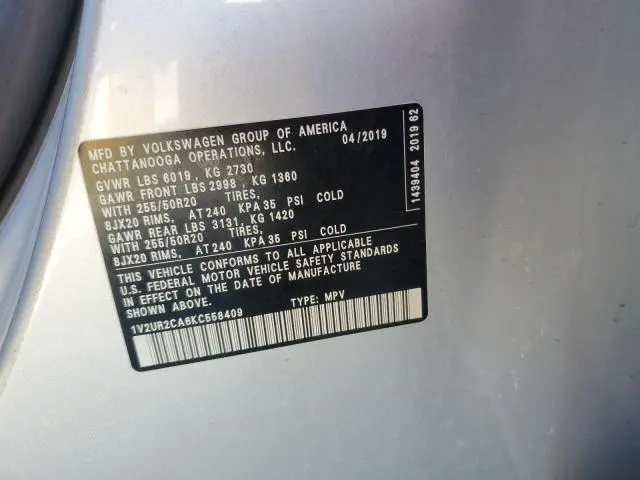 MFD BY VOLKSWAGEN GROUP OF AMERICA
CHATTANOOGA OPERATIONS, LLC. 04/2019
GVWR LBS 6019 , KG 2730
GAWR FRONT LBS 2998 , KG 1360
WITH 255/50R20 TIRES,
8JX20 RIMS, AT 240 KPA 35 PSI COLD
GAWR REAR LBS 3131, KG 1420
WITH 255/50R20 TIRES,
8JX20 RIMS, AT 240 KPA 35 PSI COLD
THIS VEHICLE CONFORMS TO ALL APPLICABLE
U.S. FEDERAL MOTOR VEHICLE SAFETY STANDARDS
IN EFFECT ON THE DATE OF MANUFACTURE
SHOWN ABOVE.
1V2UR2CA6KC558409 TYPE: MPV
1439404 2019 62